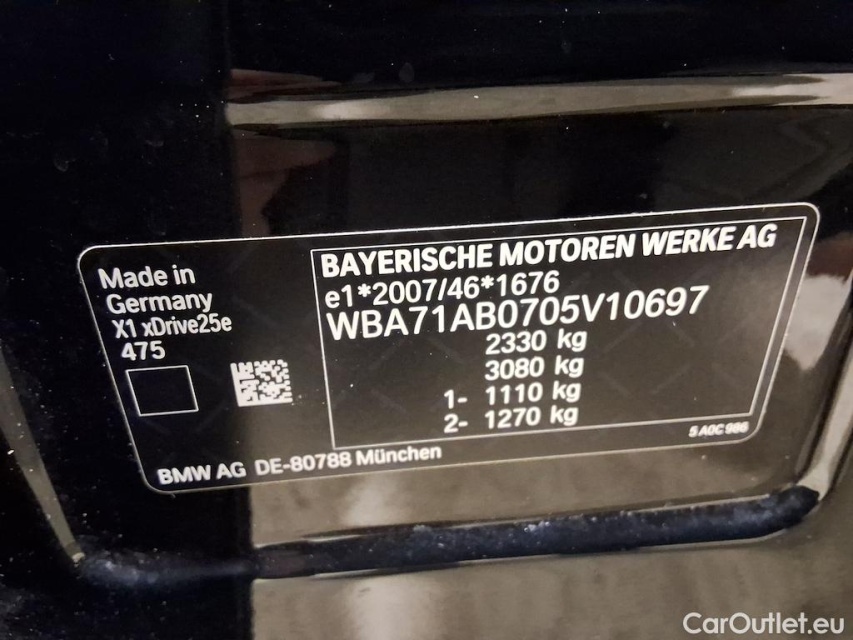 Made in
Germany
X1 xDrive25e
475
BMW AG DE-80788 München
BAYERISCHE MOTOREN WERKE AG
e1*2007/46*1676
WBA71AB0705V10697
2330 kg
3080 kg
1- 1110 kg
2- 1270 kg
5 A0C 986
CarOutlet.eu